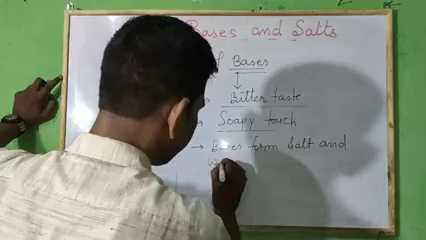 Bases and Salts
Bases
Bitter taste
Soapy touch
→ Bases form Salt and